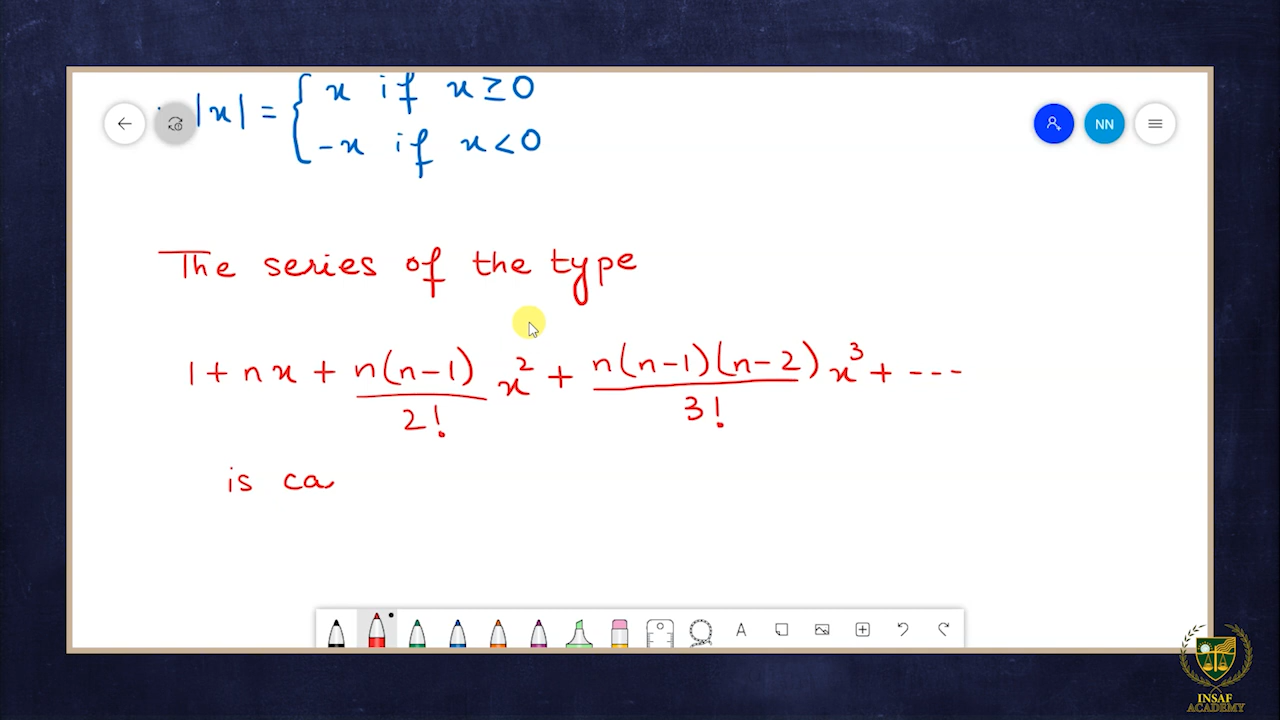 |x| = { x if x ≥ 0
-x if x < 0
NN
The series of the type
1 + nx + n(n-1)/2! x² + n(n-1)(n-2)/3! x³ + ---
is ca
A
INSAF
ACADEMY